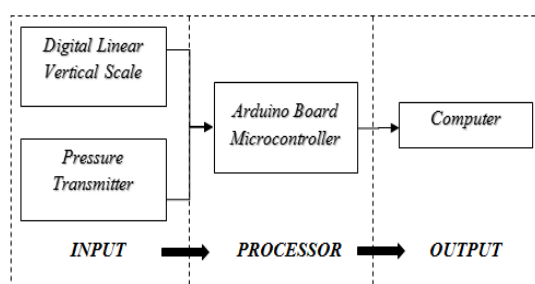 Digital Linear
Vertical Scale
Pressure
Transmitter
Arduino Board
Microcontroller
Computer
INPUT
PROCESSOR
OUTPUT